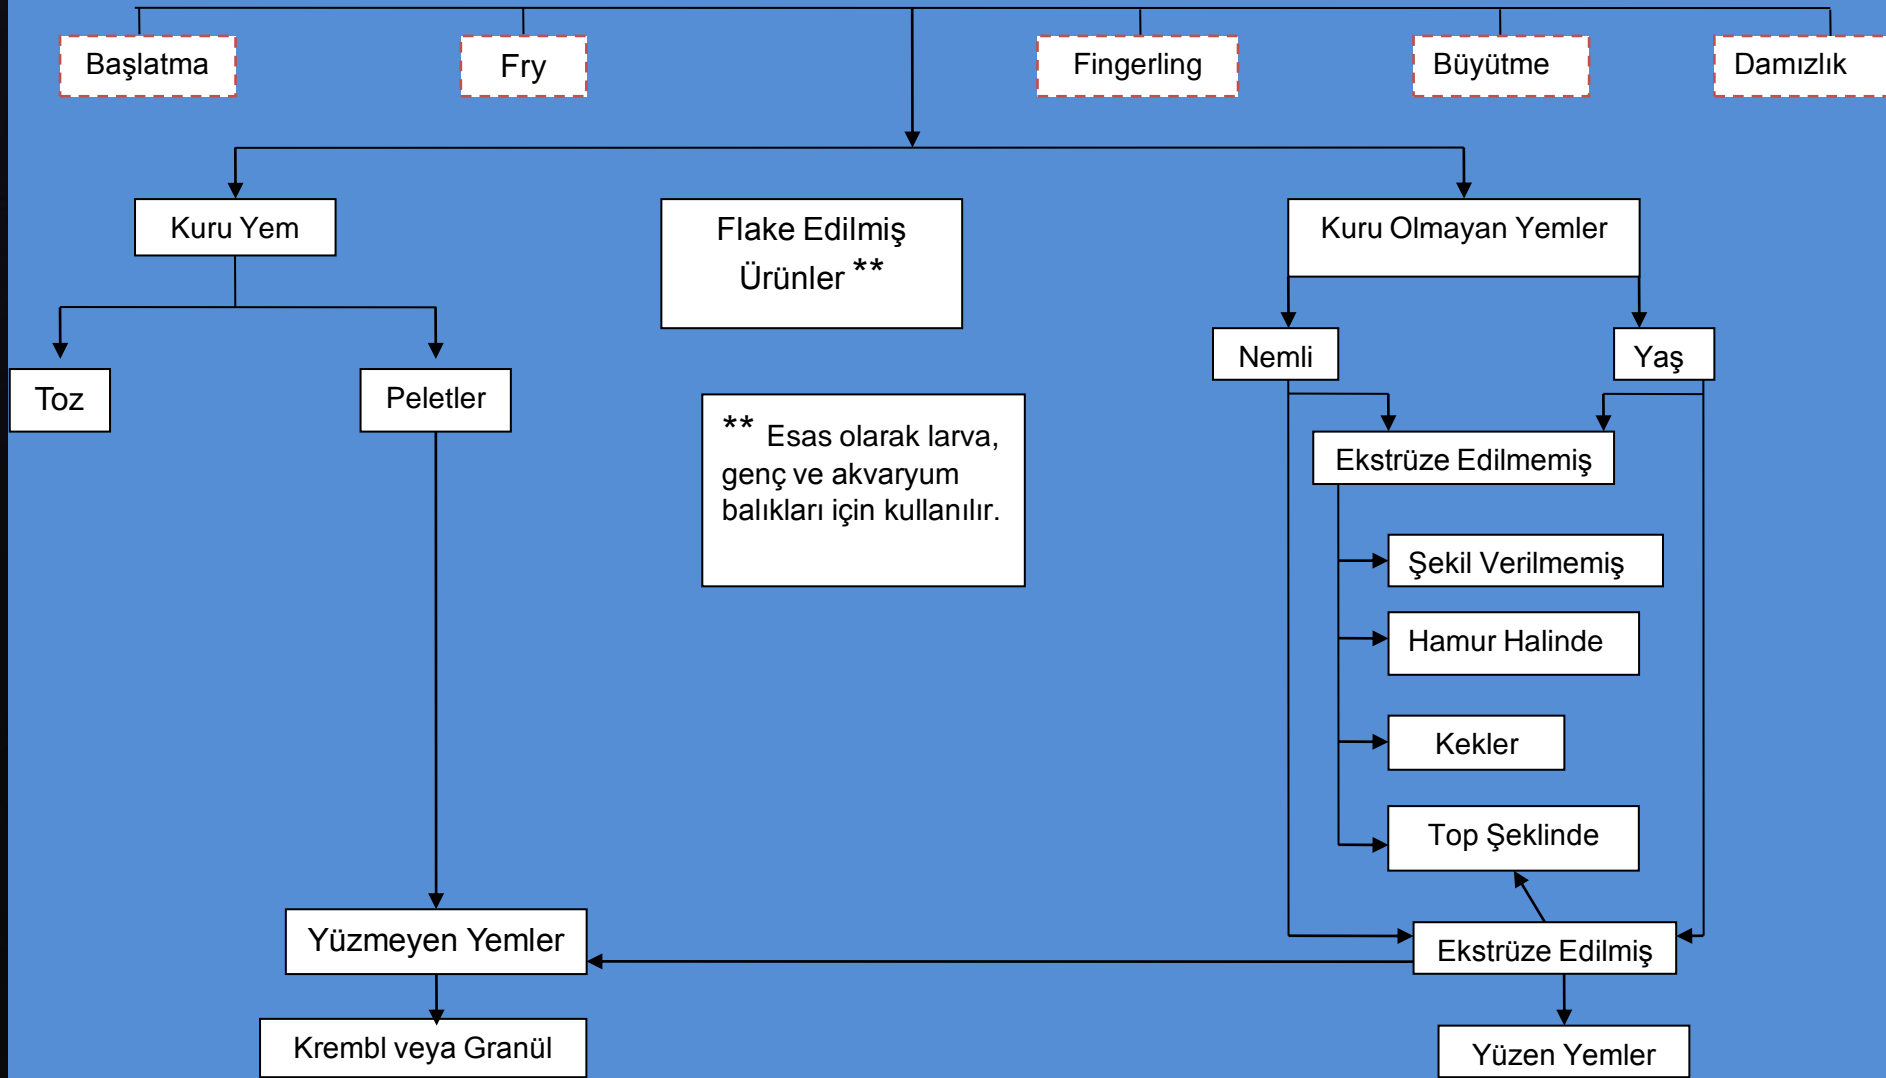 Başlatma
Fry
Fingerling
Büyütme
Damızlık
Kuru Yem
Flake Edilmiş
Ürünler **
Kuru Olmayan Yemler
Nemli
Yaş
Toz
Peletler
** Esas olarak larva,
genç ve akvaryum
balıkları için kullanılır.
Ekstrüze Edilmemiş
Şekil Verilmemiş
Hamur Halinde
Kekler
Top Şeklinde
Yüzmeyen Yemler
Ekstrüze Edilmiş
Krembl veya Granül
Yüzen Yemler